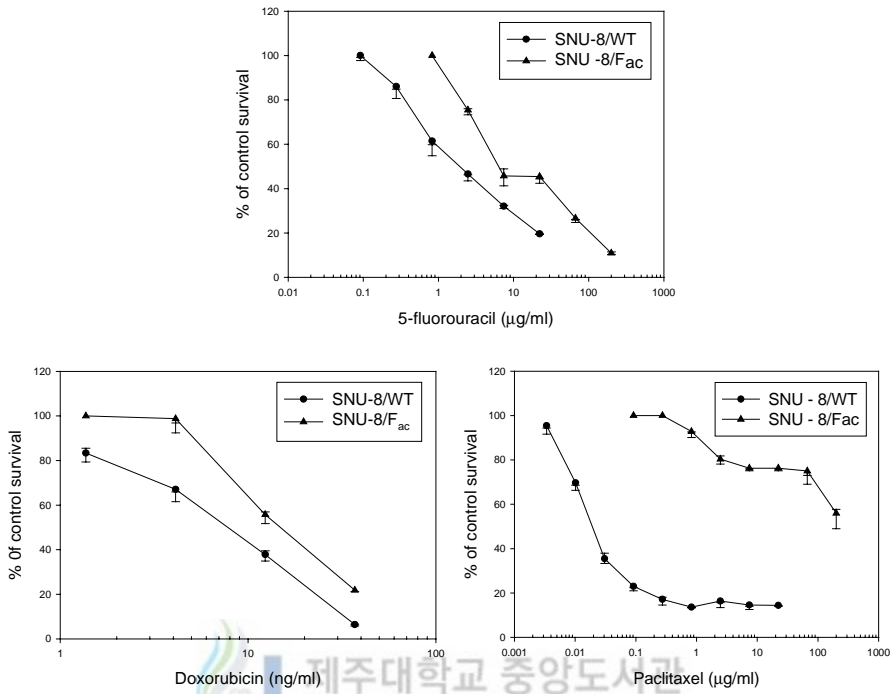 SNU-8/WT
SNU -8/Fac
% of control survival
120
100
80
60
40
20
0
0.01
0.1
1
10
100
1000
5-fluorouracil (µg/ml)
SNU-8/WT
SNU-8/Fac
% 0f control survival
120
100
80
60
40
20
0
1
10
100
Doxorubicin (ng/ml)
SNU - 8/WT
SNU - 8/Fac
% of control survival
120
100
80
60
40
20
0
0.001
0.01
0.1
1
10
100
1000
Paclitaxel (µg/ml)
제주대학교 중앙도서관